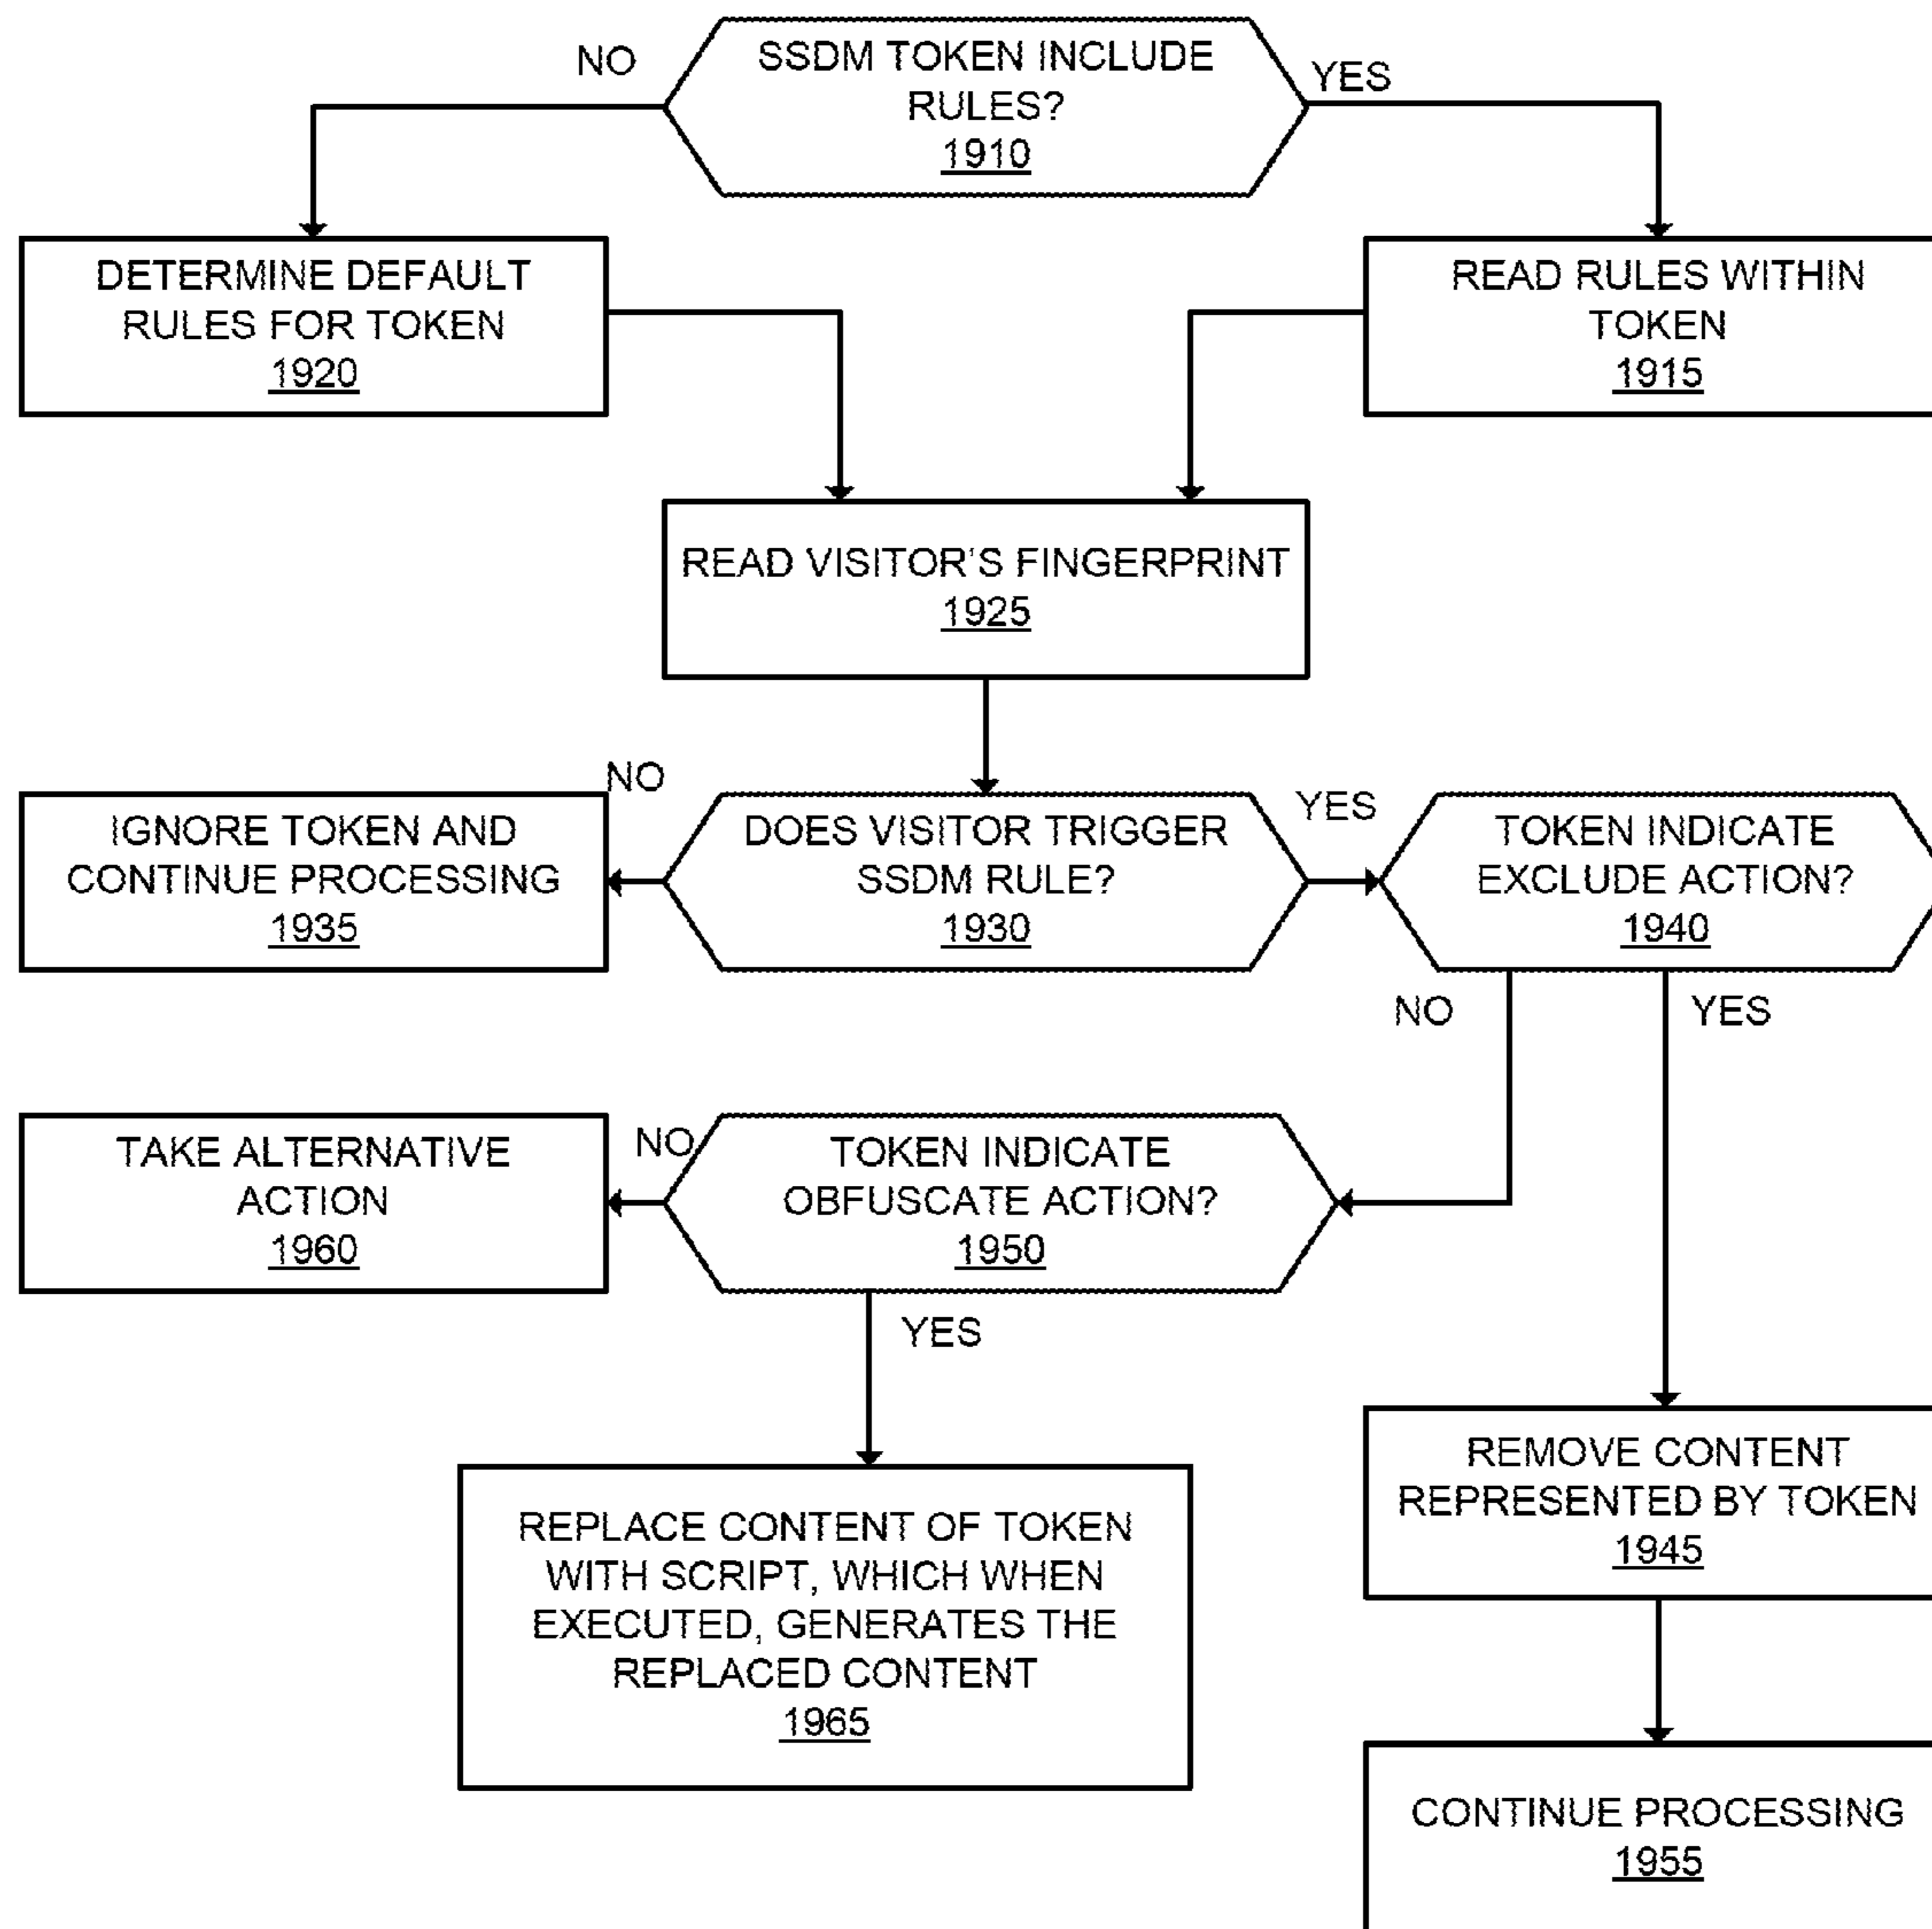 NO
SSDM TOKEN INCLUDE
RULES?
1910
YES
DETERMINE DEFAULT
RULES FOR TOKEN
1920
READ RULES WITHIN
TOKEN
1915
READ VISITOR'S FINGERPRINT
1925
NO
IGNORE TOKEN AND
CONTINUE PROCESSING
1935
DOES VISITOR TRIGGER
SSDM RULE?
1930
YES
TOKEN INDICATE
EXCLUDE ACTION?
1940
NO
YES
TAKE ALTERNATIVE
ACTION
1960
NO
TOKEN INDICATE
OBFUSCATE ACTION?
1950
YES
REPLACE CONTENT OF TOKEN
WITH SCRIPT, WHICH WHEN
EXECUTED, GENERATES THE
REPLACED CONTENT
1965
REMOVE CONTENT
REPRESENTED BY TOKEN
1945
CONTINUE PROCESSING
1955